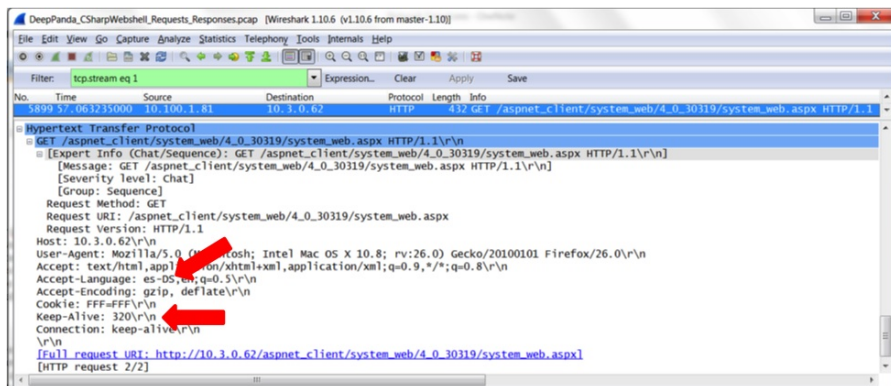 DeepPanda_CSharpWebshell_Requests_Responses.pcap [Wireshark 1.10.6 (v1.10.6 from master-1.10)]
File Edit View Go Capture Analyze Statistics Telephony Tools Internals Help
Filter: tcp.stream eq 1 Expression... Clear Apply Save
No. Time Source Destination Protocol Length Info
5899 57.063235000 10.100.1.81 10.3.0.62 HTTP 432 GET /aspnet_client/system_web/4_0_30319/system_web.aspx HTTP/1.1
Hypertext Transfer Protocol
GET /aspnet_client/system_web/4_0_30319/system_web.aspx HTTP/1.1\r\n
[Expert Info (Chat/Sequence): GET /aspnet_client/system_web/4_0_30319/system_web.aspx HTTP/1.1\r\n]
[Message: GET /aspnet_client/system_web/4_0_30319/system_web.aspx HTTP/1.1\r\n]
[Severity level: Chat]
[Group: Sequence]
Request Method: GET
Request URI: /aspnet_client/system_web/4_0_30319/system_web.aspx
Request Version: HTTP/1.1
Host: 10.3.0.62\r\n
User-Agent: Mozilla/5.0 Intel Mac OS X 10.8; rv:26.0) Gecko/20100101 Firefox/26.0\r\n
Accept: text/html,application/xhtml+xml,application/xml;q=0.9,*/*;q=0.8\r\n
Accept-Language: es-DS,en;q=0.5\r\n
Accept-Encoding: gzip, deflate\r\n
Cookie: FFF=FFF\r\n
Keep-Alive: 320\r\n
Connection: keep-alive\r\n
\r\n
[Full request URI: http://10.3.0.62/aspnet_client/system_web/4_0_30319/system_web.aspx]
[HTTP request 2/2]